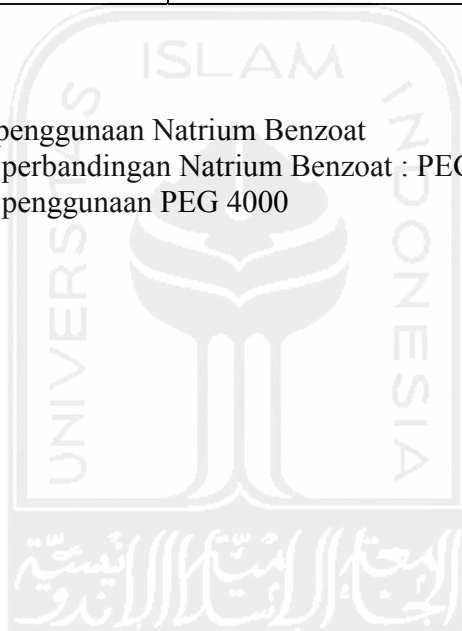 ISLAM
penggunaan Natrium Benzoat
perbandingan Natrium Benzoat : PEG
penggunaan PEG 4000
UNIVERSITAS
INDONESIA